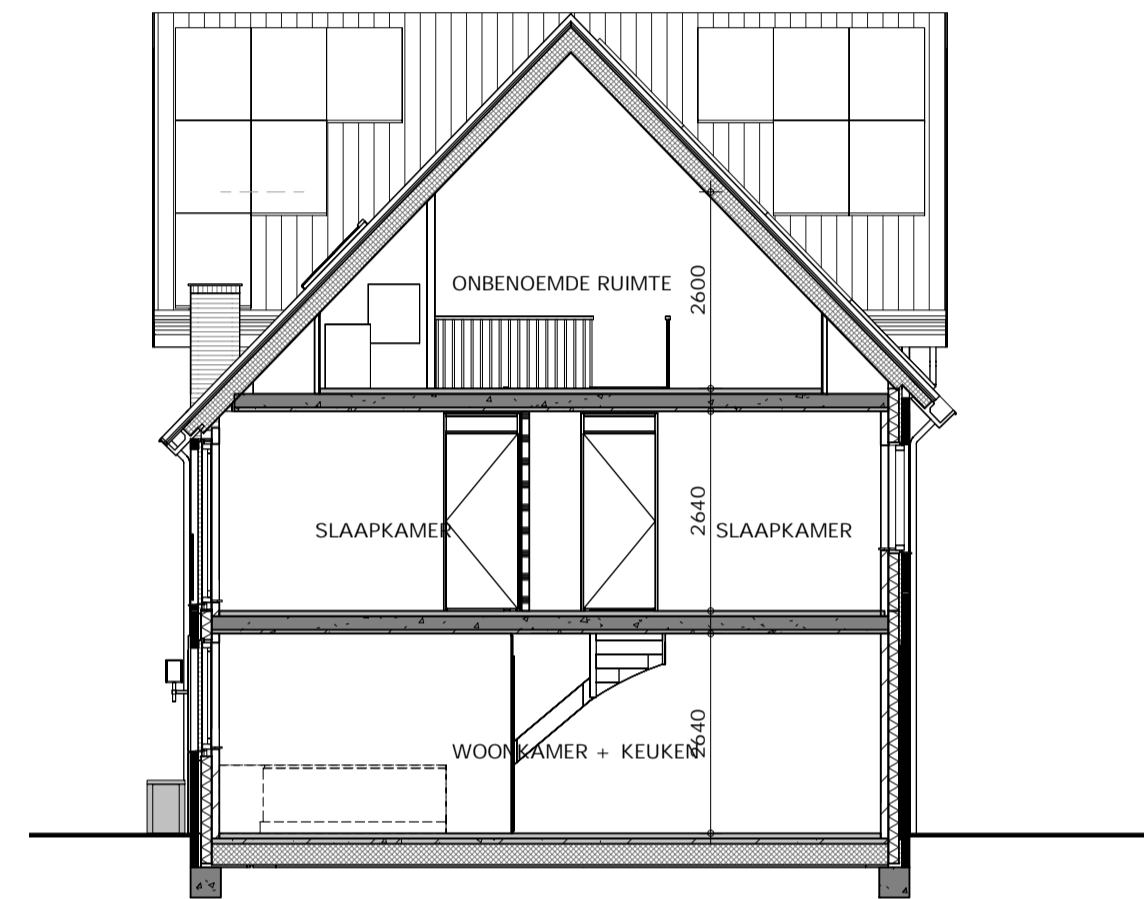 ONBENOEMDE RUIMTE
2600
SLAAPKAMER
2640
SLAAPKAMER
WOONKAMER + KEUKEN
2640